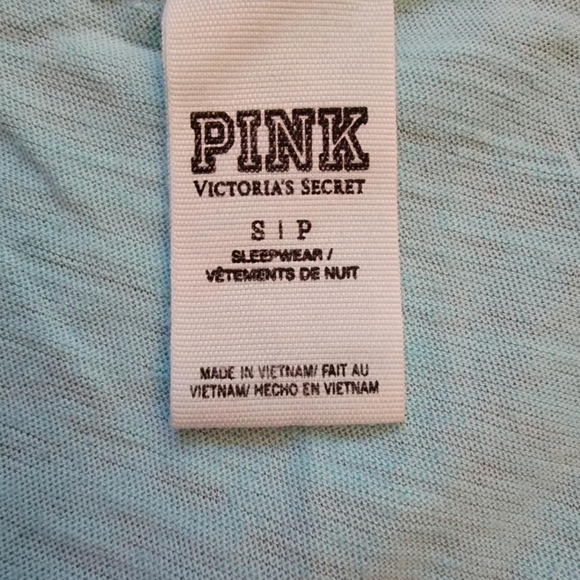 PINK
VICTORIA'S SECRET
S | P
SLEEPWEAR /
VÊTEMENTS DE NUIT
MADE IN VIETNAM/ FAIT AU
VIETNAM/ HECHO EN VIETNAM